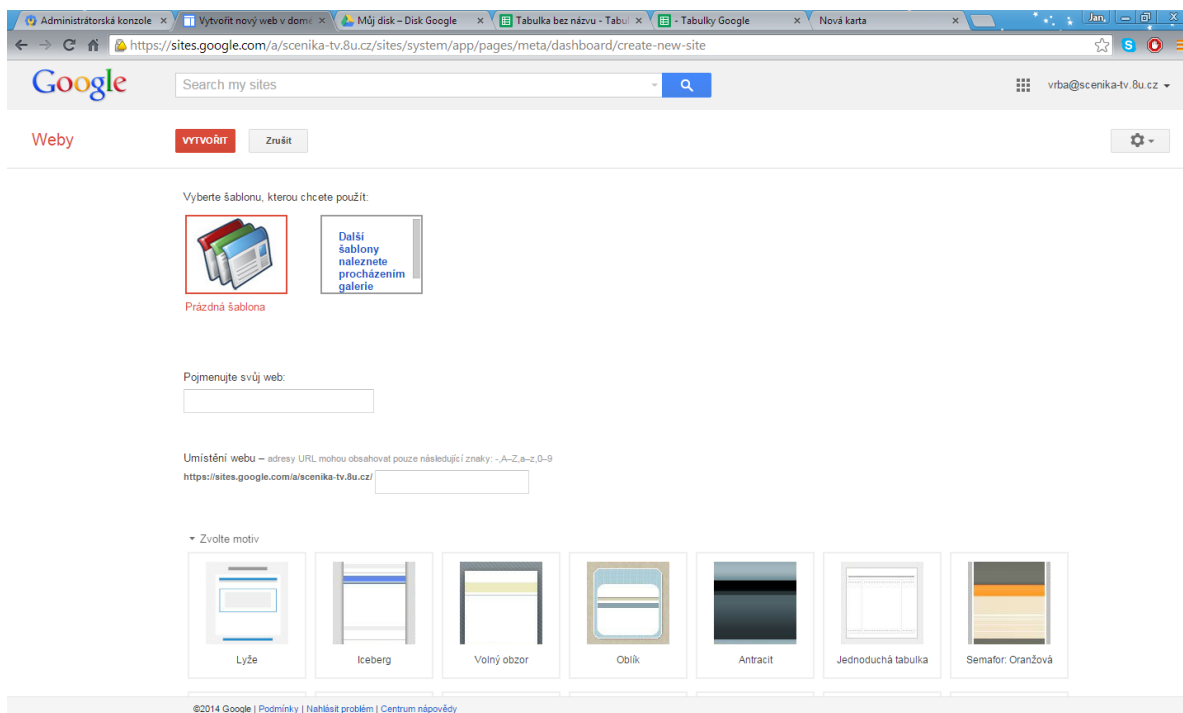 Administrátorská konzole
Vytvořit nový web v domé
Můj disk – Disk Google
Tabulka bez názvu - Tabul
- Tabulky Google
Nová karta
Jan,
https://sites.google.com/a/scenika-tv.8u.cz/sites/system/app/pages/meta/dashboard/create-new-site
Google
Search my sites
vrba@scenika-tv.8u.cz
Weby
VYTVOŘIT
Zrušit
Vyberte šablonu, kterou chcete použít:
Další
šablony
naleznete
procházením
galerie
Prázdná šablona
Pojmenujte svůj web:
Umístění webu – adresy URL mohou obsahovat pouze následující znaky: -,A–Z,a–z,0–9
https://sites.google.com/a/scenika-tv.8u.cz/
Zvolte motiv
Lyže
Iceberg
Volný obzor
Oblík
Antracit
Jednoduchá tabulka
Semafor: Oranžová
©2014 Google | Podmínky | Nahlásit problém | Centrum nápovědy